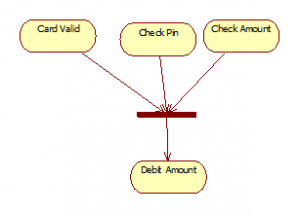 Card Valid
Check Pin
Check Amount
Debit Amount